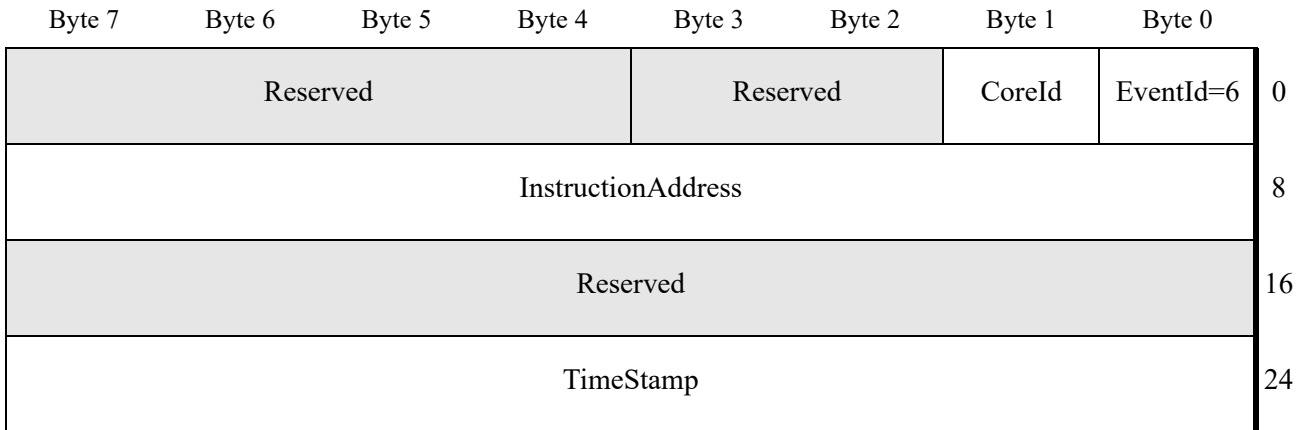 Byte 7 Byte 6 Byte 5 Byte 4 Byte 3 Byte 2 Byte 1 Byte 0
Reserved Reserved CoreId EventId=6 0
InstructionAddress 8
Reserved 16
TimeStamp 24